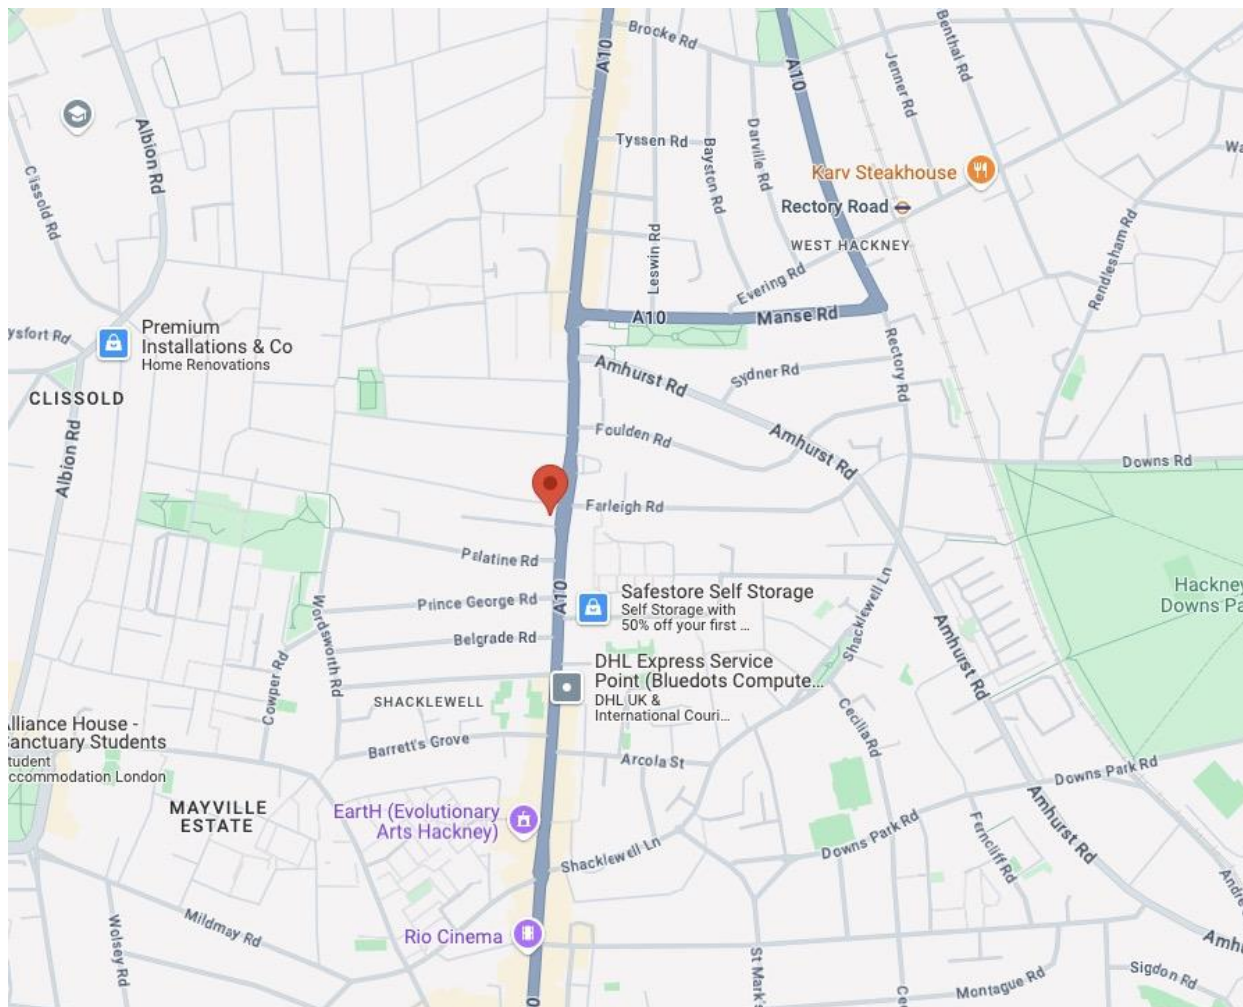 A10
Brocke Rd
A10
Jenner Rd
Benthal Rd
Albion Rd
Clissold Rd
Tyssen Rd
Bayston Rd
Darville Rd
Karv Steakhouse
Rectory Road
WEST HACKNEY
Leswin Rd
Evering Rd
Rendlesham Rd
A10
Manse Rd
ysfort Rd
Premium
Installations & Co
Home Renovations
CLISSOLD
Albion Rd
Amhurst Rd
Sydner Rd
Rectory Rd
Foulden Rd
Amhurst Rd
Downs Rd
Farleigh Rd
Palatine Rd
Prince George Rd
A10
Belgrade Rd
Safestore Self Storage
Self Storage with
50% off your first ...
Shacklewell Ln
Hackney
Downs Pa
Wordsworth Rd
Cowper Rd
SHACKLEWELL
DHL Express Service
Point (Bluedots Compute...
DHL UK &
International Couri...
Amhurst Rd
Cecilia Rd
Alliance House -
Sanctuary Students
tudent
ccommodation London
Barrett's Grove
Arcola St
Downs Park Rd
MAYVILLE
ESTATE
EartH (Evolutionary
Arts Hackney)
Downs Park Rd
Amhurst Rd
Ferncliff Rd
Shacklewell Ln
Andre
Wolsey Rd
Mildmay Rd
Rio Cinema
St Mark's
Ce
Montague Rd
Sigdon Rd
Amh
0